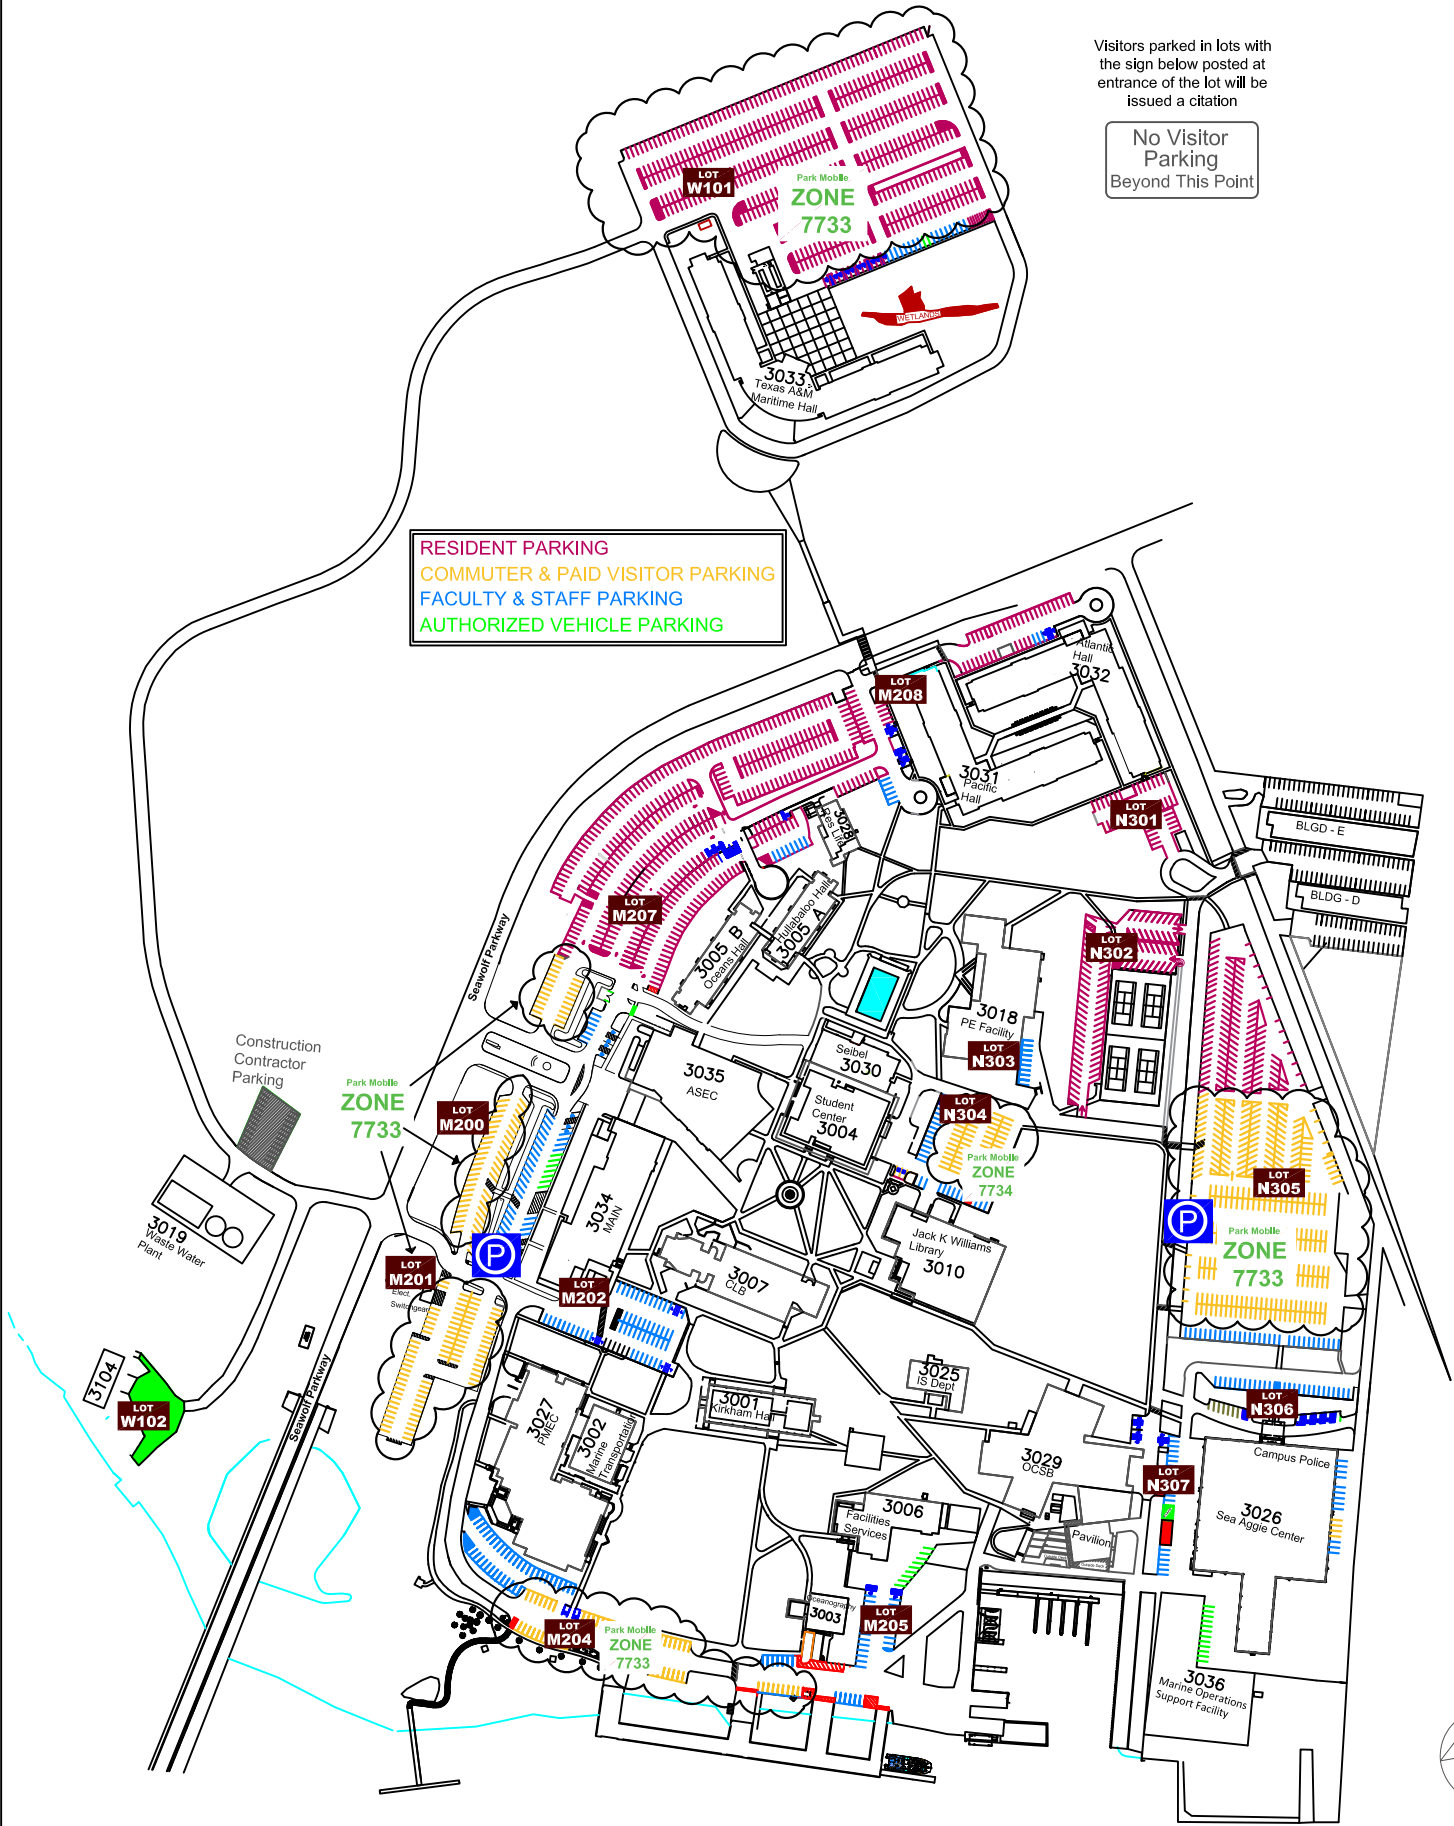 Visitors parked in lots with
the sign below posted at
entrance of the lot will be
issued a citation
No Visitor
Parking
Beyond This Point
LOT
W101
Park Mobile
ZONE
7733
WETLANDS
3033
Texas A&M
Maritime Hall
RESIDENT PARKING
COMMUTER & PAID VISITOR PARKING
FACULTY & STAFF PARKING
AUTHORIZED VEHICLE PARKING
Atlantic
Hall
3032
LOT
M208
3031
Pacific
Hall
LOT
N301
BLGD - E
3028
Res Life
BLDG - D
LOT
M207
Hullabaloo Hall
3005 A
3005 B
Oceans Hall
LOT
N302
Seawolf Parkway
3018
PE Facility
LOT
N303
Construction
Contractor
Parking
Seibel
3030
3035
ASEC
Park Mobile
ZONE
7733
LOT
M200
Student
Center
3004
LOT
N304
Park Mobile
ZONE
7734
LOT
N305
3034
MAIN
3019
Waste Water
Plant
P
P
Park Mobile
ZONE
7733
Jack K Williams
Library
3010
LOT
M201
Elect.
Switchgear
LOT
M202
3007
CLB
Seawolf Parkway
3104
LOT
W102
3025
IS Dept
3001
Kirkham Hall
LOT
N306
3027
PMEC
3002
Marine
Transportation
3029
OCSB
Campus Police
LOT
N307
3006
Facilities
Services
3026
Sea Aggie Center
Pavilion
Oceanography
3003
LOT
M205
LOT
M204
Park Mobile
ZONE
7733
3036
Marine Operations
Support Facility